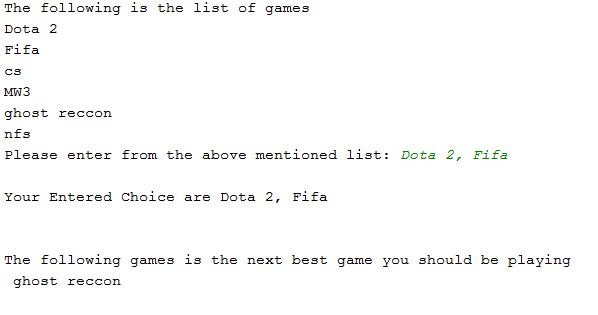 The following is the list of games
Dota 2
Fifa
cs
MW3
ghost reccon
nfs
Please enter from the above mentioned list: Dota 2, Fifa
Your Entered Choice are Dota 2, Fifa
The following games is the next best game you should be playing
ghost reccon